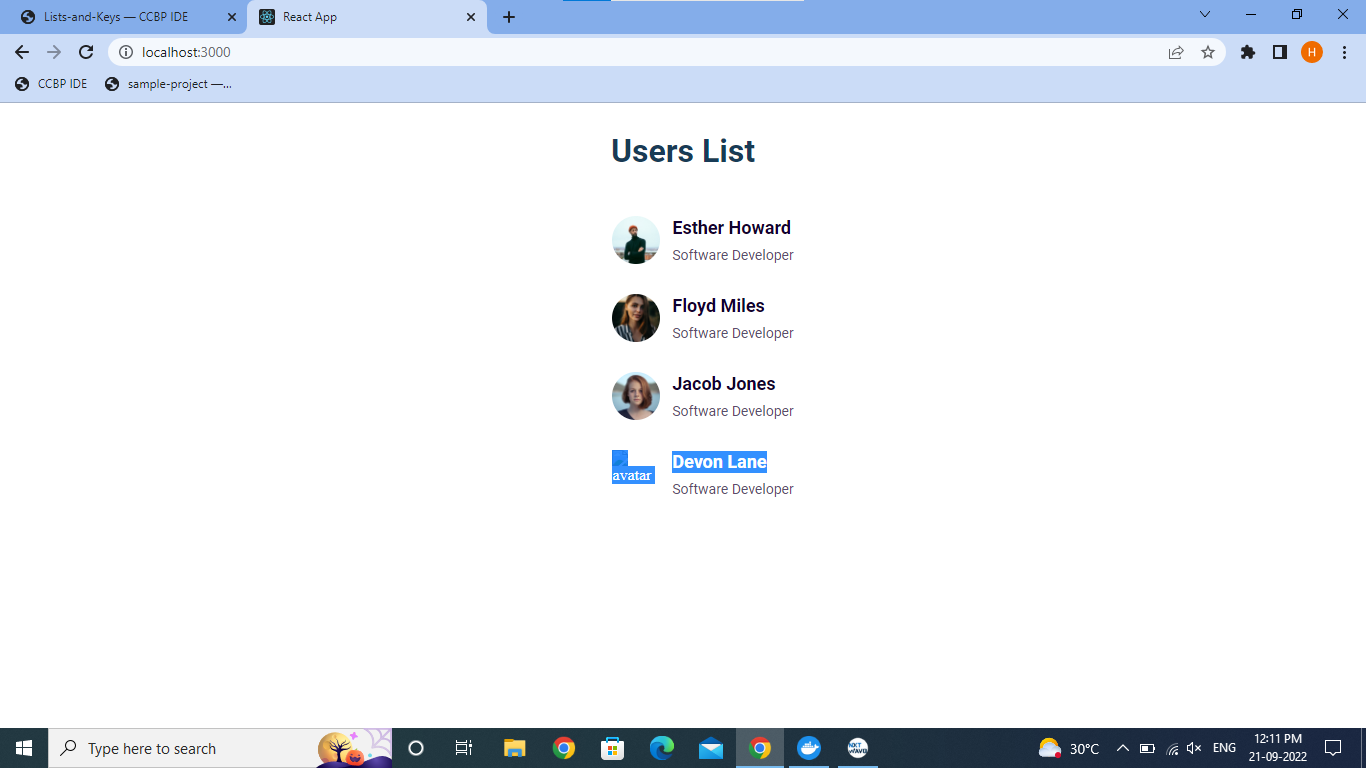 Lists-and-Keys — CCBP IDE
React App
localhost:3000
H
CCBP IDE
sample-project —...
Users List
Esther Howard
Software Developer
Floyd Miles
Software Developer
Jacob Jones
Software Developer
avatar
Devon Lane
Software Developer
Type here to search
NXT
WAVE
30°C
ENG
12:11 PM
21-09-2022